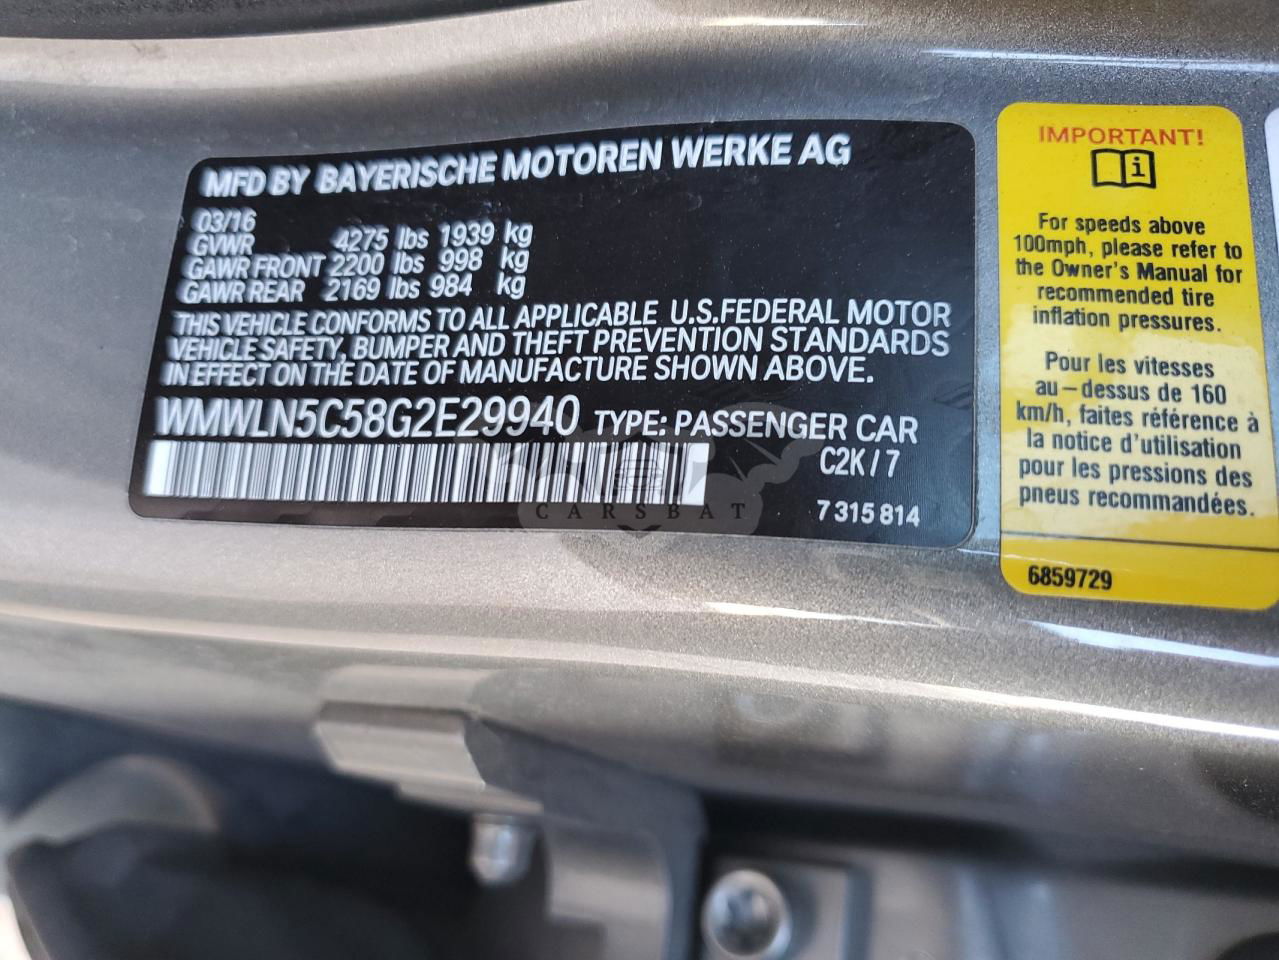 MFD BY BAYERISCHE MOTOREN WERKE AG
03/16
GVWR 4275 lbs 1939 kg
GAWR FRONT 2200 lbs 998 kg
GAWR REAR 2169 lbs 984 kg
THIS VEHICLE CONFORMS TO ALL APPLICABLE U.S.FEDERAL MOTOR
VEHICLE SAFETY, BUMPER AND THEFT PREVENTION STANDARDS
IN EFFECT ON THE DATE OF MANUFACTURE SHOWN ABOVE.
WMWLN5C58G2E29940 TYPE: PASSENGER CAR
C2K / 7
7 315 814
CARSBAT
IMPORTANT!
i
For speeds above
100mph, please refer to
the Owner's Manual for
recommended tire
inflation pressures.
Pour les vitesses
au-dessus de 160
km/h, faites référence à
la notice d'utilisation
pour les pressions des
pneus recommandées.
6859729